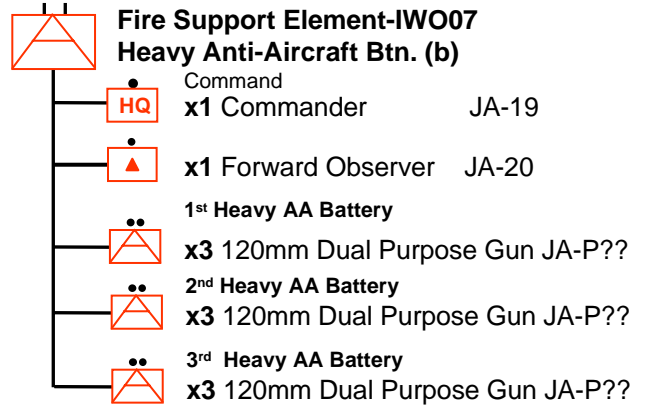 Fire Support Element-IWO07
Heavy Anti-Aircraft Btn. (b)
Command
HQ x1 Commander JA-19
x1 Forward Observer JA-20
1st Heavy AA Battery
x3 120mm Dual Purpose Gun JA-P??
2nd Heavy AA Battery
x3 120mm Dual Purpose Gun JA-P??
3rd Heavy AA Battery
x3 120mm Dual Purpose Gun JA-P??